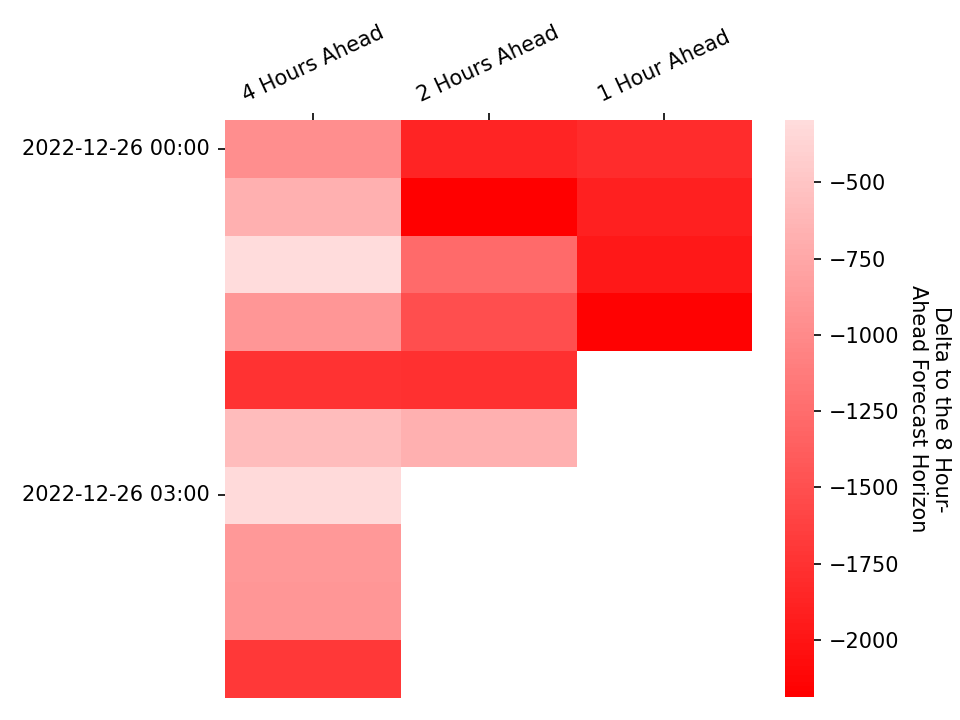 4 Hours Ahead
2 Hours Ahead
1 Hour Ahead
2022-12-26 00:00
2022-12-26 03:00
−500
−750
−1000
−1250
−1500
−1750
−2000
Delta to the 8 Hour-
Ahead Forecast Horizon